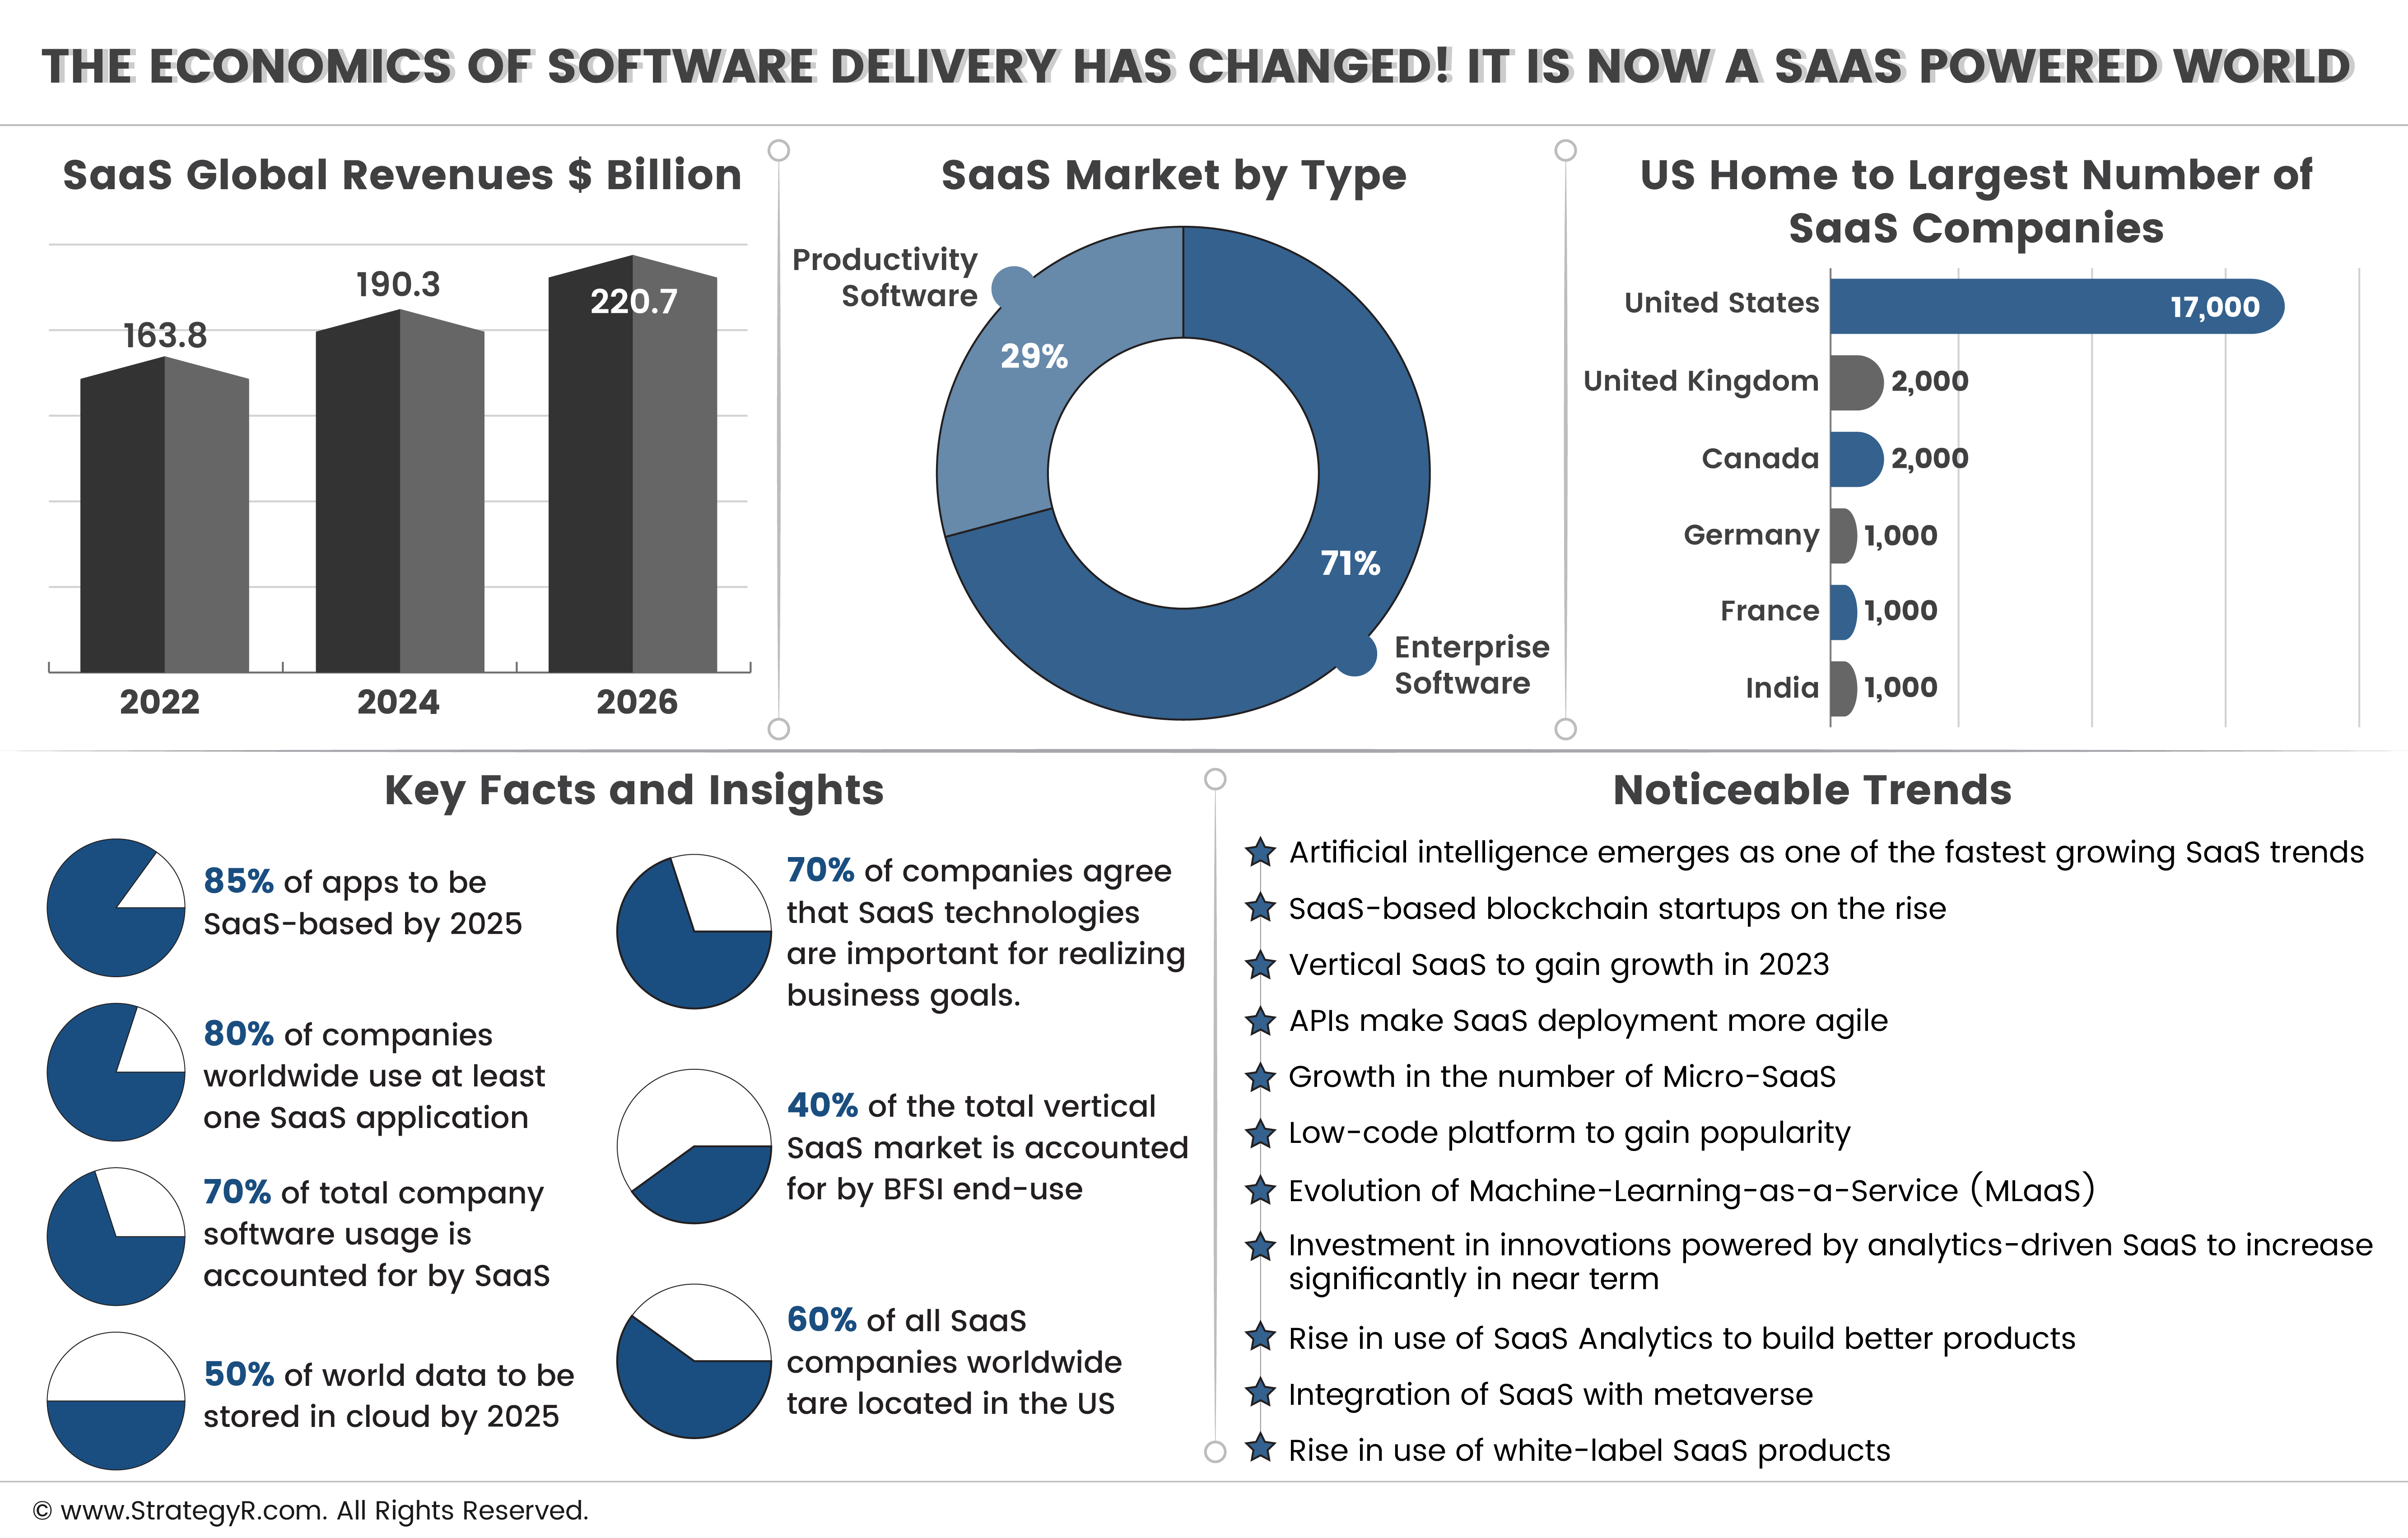 THE ECONOMICS OF SOFTWARE DELIVERY HAS CHANGED! IT IS NOW A SAAS POWERED WORLD
SaaS Global Revenues $ Billion
163.8
190.3
220.7
2022
2024
2026
SaaS Market by Type
Productivity
Software
29%
71%
Enterprise
Software
US Home to Largest Number of
SaaS Companies
United States
17,000
United Kingdom
2,000
Canada
2,000
Germany
1,000
France
1,000
India
1,000
Key Facts and Insights
85% of apps to be
SaaS-based by 2025
80% of companies
worldwide use at least
one SaaS application
70% of total company
software usage is
accounted for by SaaS
50% of world data to be
stored in cloud by 2025
70% of companies agree
that SaaS technologies
are important for realizing
business goals.
40% of the total vertical
SaaS market is accounted
for by BFSI end-use
60% of all SaaS
companies worldwide
tare located in the US
Noticeable Trends
Artificial intelligence emerges as one of the fastest growing SaaS trends
SaaS-based blockchain startups on the rise
Vertical SaaS to gain growth in 2023
APIs make SaaS deployment more agile
Growth in the number of Micro-SaaS
Low-code platform to gain popularity
Evolution of Machine-Learning-as-a-Service (MLaaS)
Investment in innovations powered by analytics-driven SaaS to increase
significantly in near term
Rise in use of SaaS Analytics to build better products
Integration of SaaS with metaverse
Rise in use of white-label SaaS products
© www.StrategyR.com. All Rights Reserved.